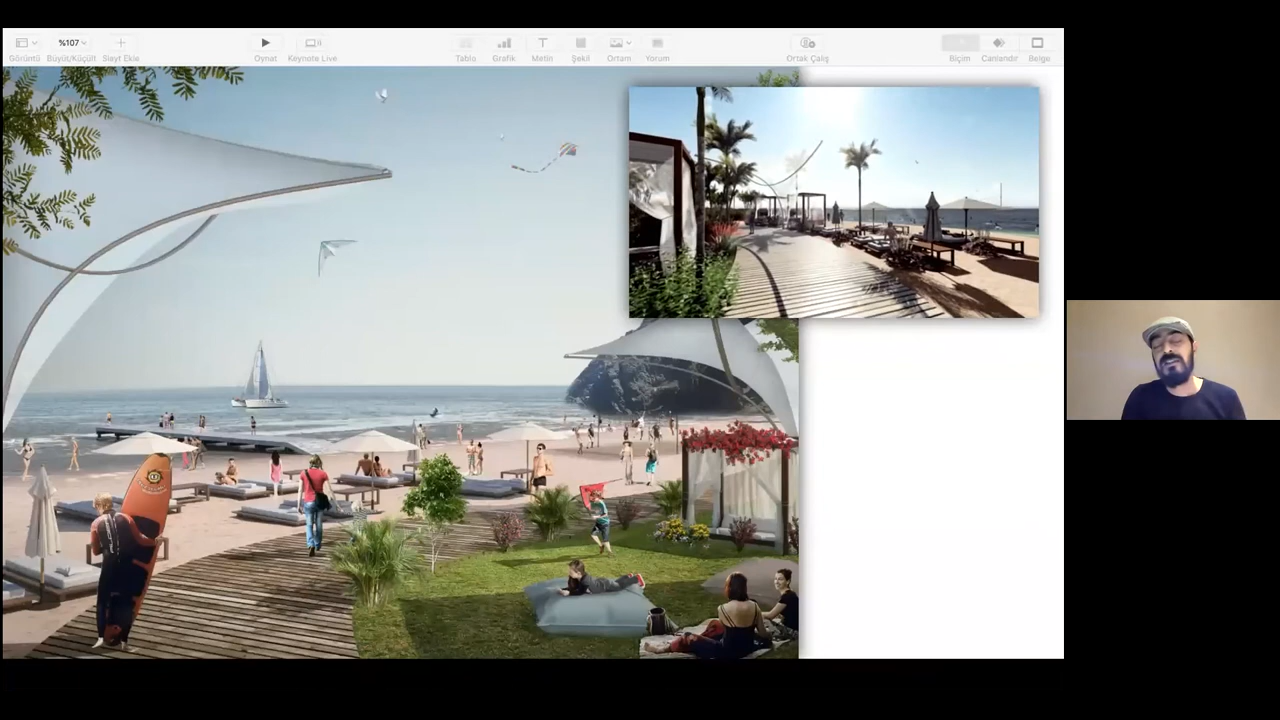 %107
Görüntü Büyüt/Küçült Slayt Ekle Oynat Keynote Live Tablo Grafik Metin Şekil Ortam Yorum Ortak Çalış Biçim Canlandır Belge